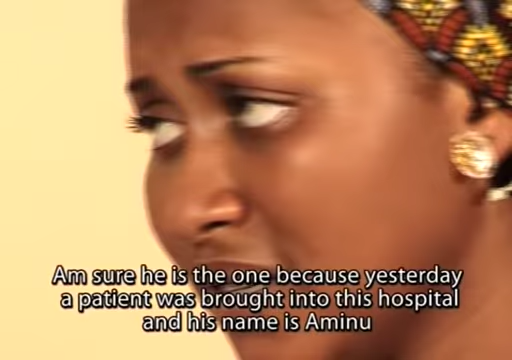 Am sure he is the one because yesterday
a patient was brought into this hospital
and his name is Aminu